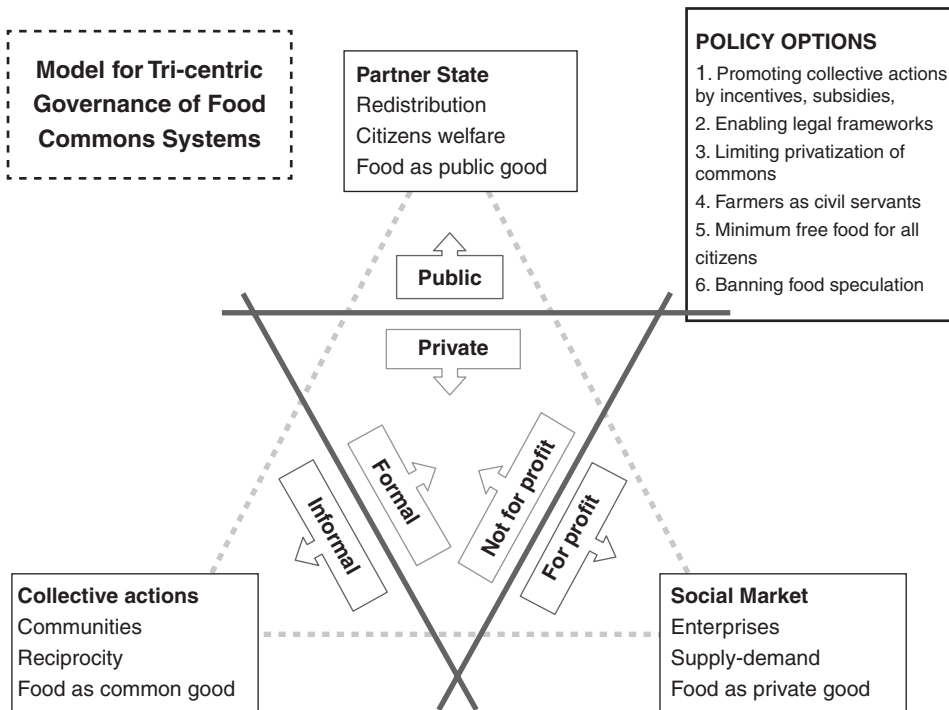 Model for Tri-centric
Governance of Food
Commons Systems
Partner State
Redistribution
Citizens welfare
Food as public good
POLICY OPTIONS
1. Promoting collective actions
by incentives, subsidies,
2. Enabling legal frameworks
3. Limiting privatization of
commons
4. Farmers as civil servants
5. Minimum free food for all
citizens
6. Banning food speculation
Public
Private
Informal
Formal
Not for profit
For profit
Collective actions
Communities
Reciprocity
Food as common good
Social Market
Enterprises
Supply-demand
Food as private good